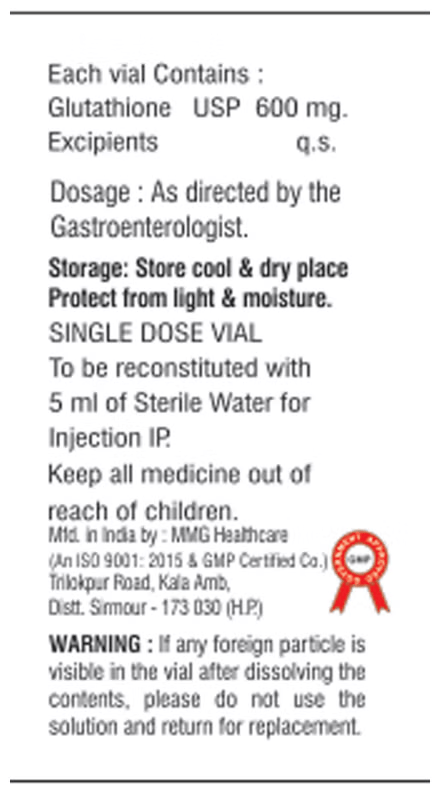 Each vial Contains :
Glutathione USP 600 mg.
Excipients q.s.
Dosage : As directed by the
Gastroenterologist.
Storage: Store cool & dry place
Protect from light & moisture.
SINGLE DOSE VIAL
To be reconstituted with
5 ml of Sterile Water for
Injection IP.
Keep all medicine out of
reach of children.
Mfd. in India by : MMG Healthcare
(An ISO 9001: 2015 & GMP Certified Co.)
Trilokpur Road, Kala Amb,
Distt. Sirmour - 173 030 (H.P.)
GOVERNMENT APPROVED
GMP
WARNING : If any foreign particle is
visible in the vial after dissolving the
contents, please do not use the
solution and return for replacement.